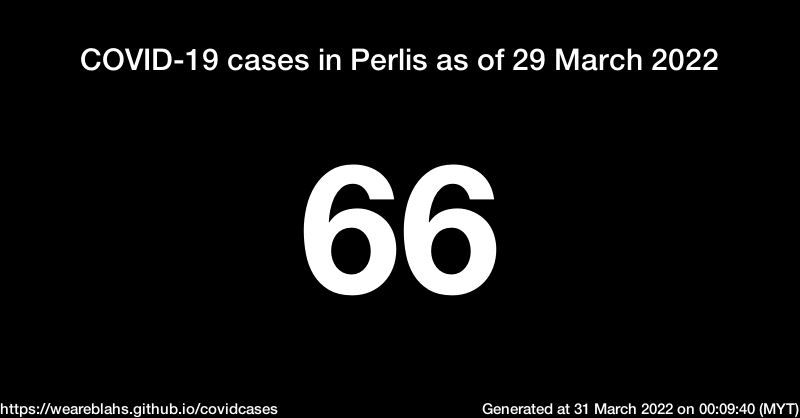 COVID-19 cases in Perlis as of 29 March 2022
66
https://weareblahs.github.io/covidcases
Generated at 31 March 2022 on 00:09:40 (MYT)